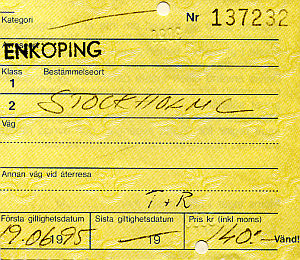 Kategori Nr 137232
ENKÖPING
Klass Bestämmelseort
1
2 STOCKHOLM C
Väg
Annan väg vid återresa
T+R
Första giltighetsdatum Sista giltighetsdatum Pris kr (inkl moms)
19.06 1995 — 19 140:- Vänd!